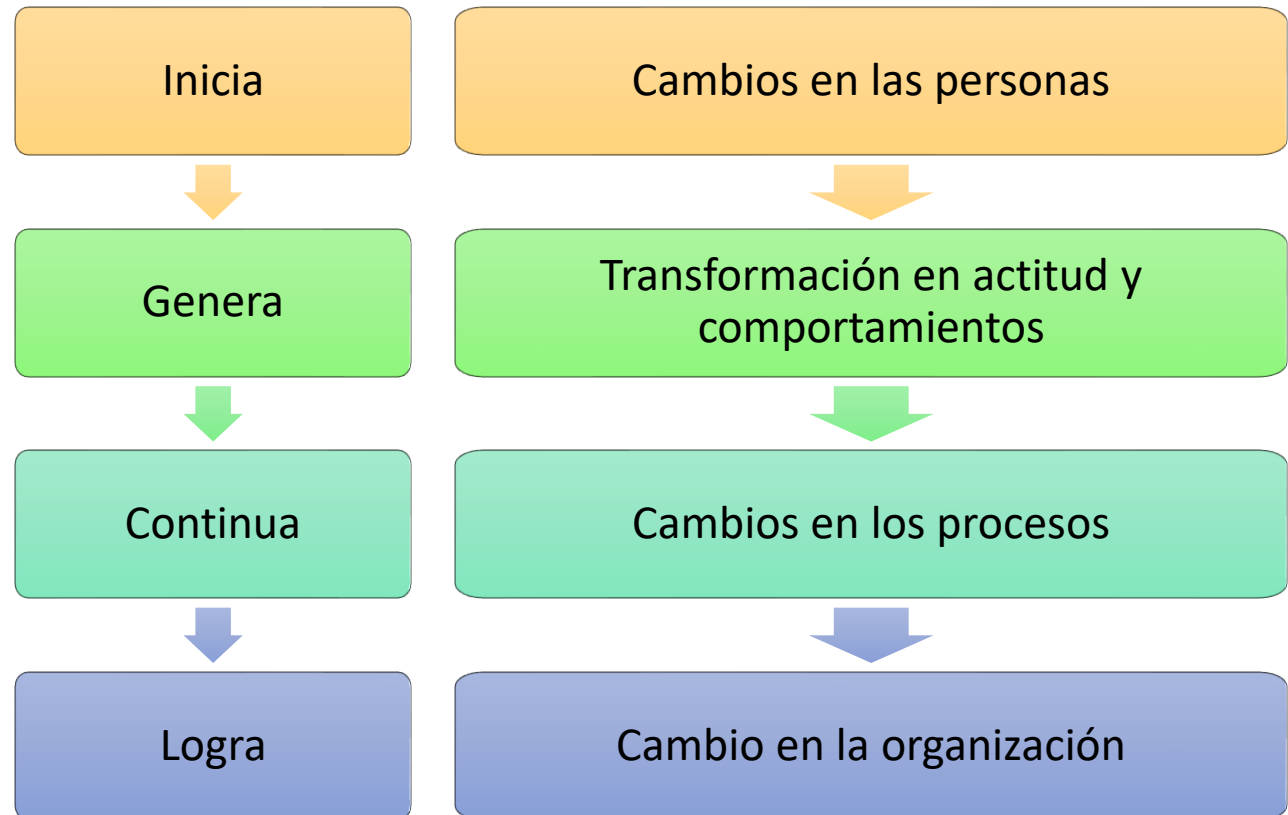 Inicia
Cambios en las personas
Genera
Transformación en actitud y
comportamientos
Continua
Cambios en los procesos
Logra
Cambio en la organización